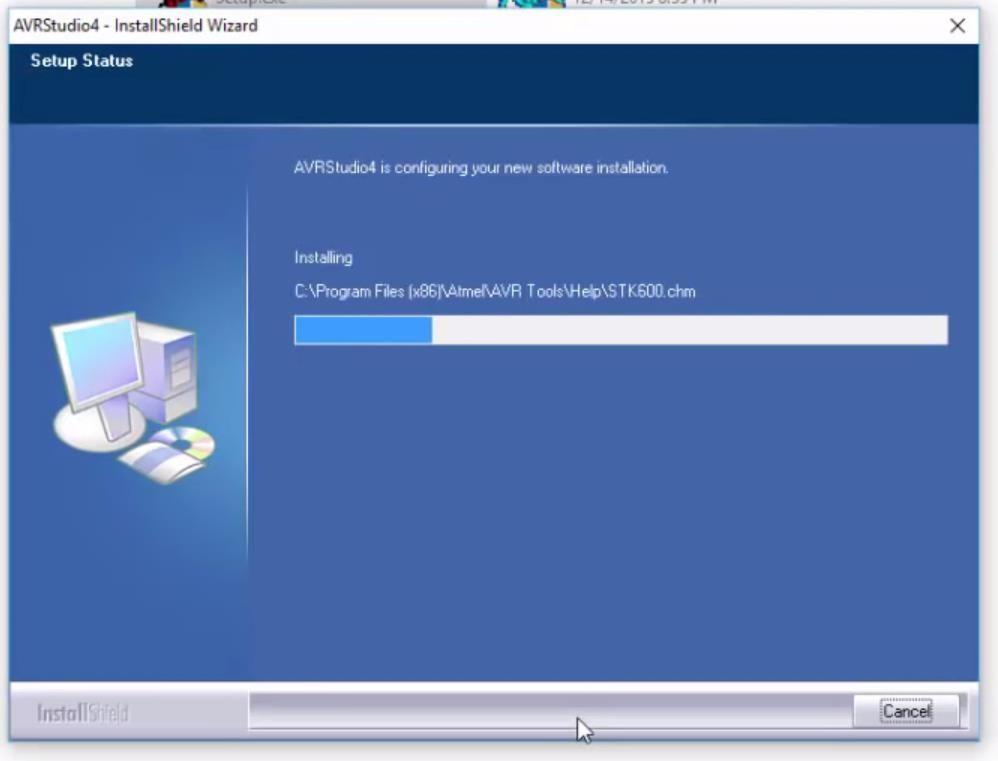 AVRStudio4 - InstallShield Wizard
Setup Status
AVRStudio4 is configuring your new software installation.
Installing
C:\Program Files (x86)\Atmel\AVR Tools\Help\STK600.chm
InstallShield
Cancel